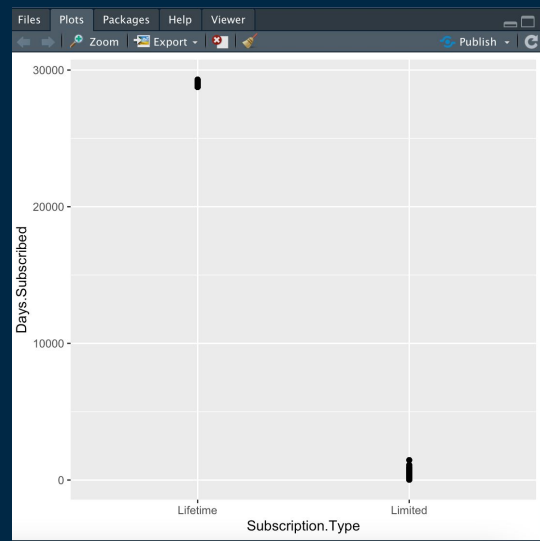 Files Plots Packages Help Viewer
Zoom Export Publish
30000
20000
10000
0
Days.Subscribed
Lifetime Limited
Subscription.Type